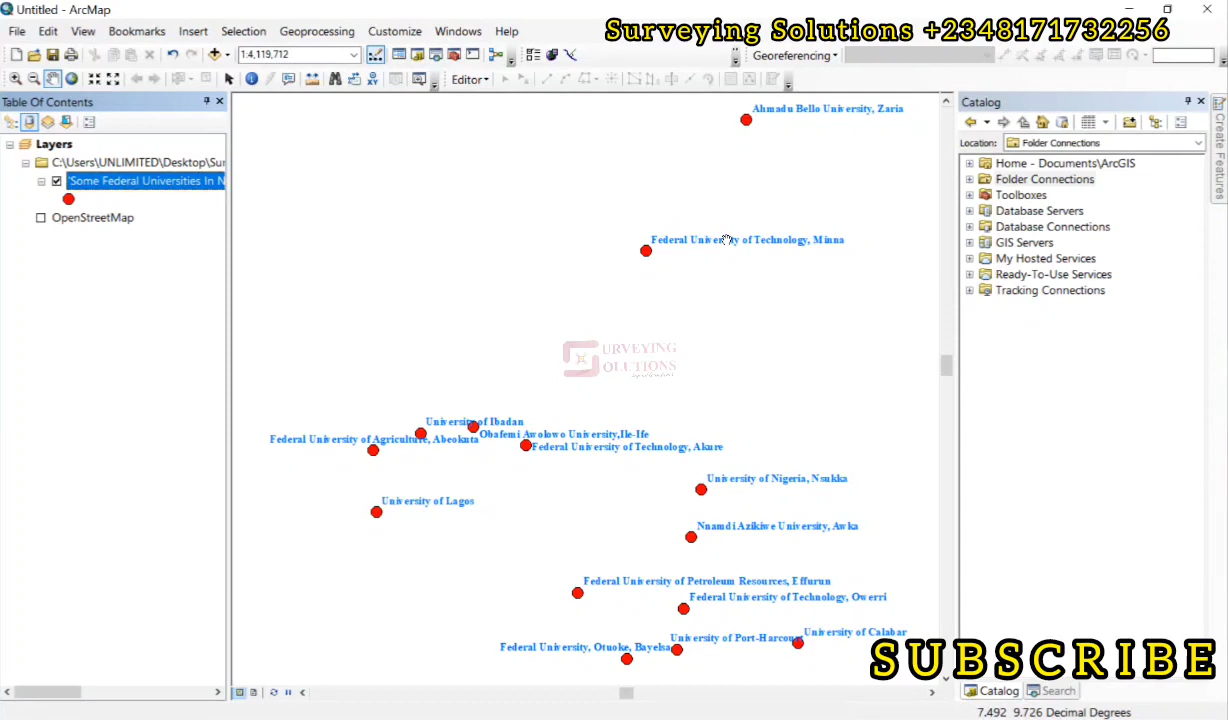 Untitled - ArcMap
File Edit View Bookmarks Insert Selection Geoprocessing Customize Windows Help
Surveying Solutions +2348171732256
1:4,119,712
Georeferencing
Editor
Table Of Contents
Layers
C:\Users\UNLIMITED\Desktop\Sur
'Some Federal Universities In N
OpenStreetMap
Ahmadu Bello University, Zaria
Federal University of Technology, Minna
URVEYING
OLUTIONS
University of Ibadan
Obafemi Awolowo University,Ile-Ife
Federal University of Agriculture, Abeokuta
Federal University of Technology, Akure
University of Nigeria, Nsukka
University of Lagos
Nnamdi Azikiwe University, Awka
Federal University of Petroleum Resources, Effurun
Federal University of Technology, Owerri
University of Calabar
University of Port-Harcourt
Federal University, Otuoke, Bayelsa
Catalog
Location: Folder Connections
Home - Documents\ArcGIS
Folder Connections
Toolboxes
Database Servers
Database Connections
GIS Servers
My Hosted Services
Ready-To-Use Services
Tracking Connections
Create Features
SUBSCRIBE
Catalog Search
7.492 9.726 Decimal Degrees